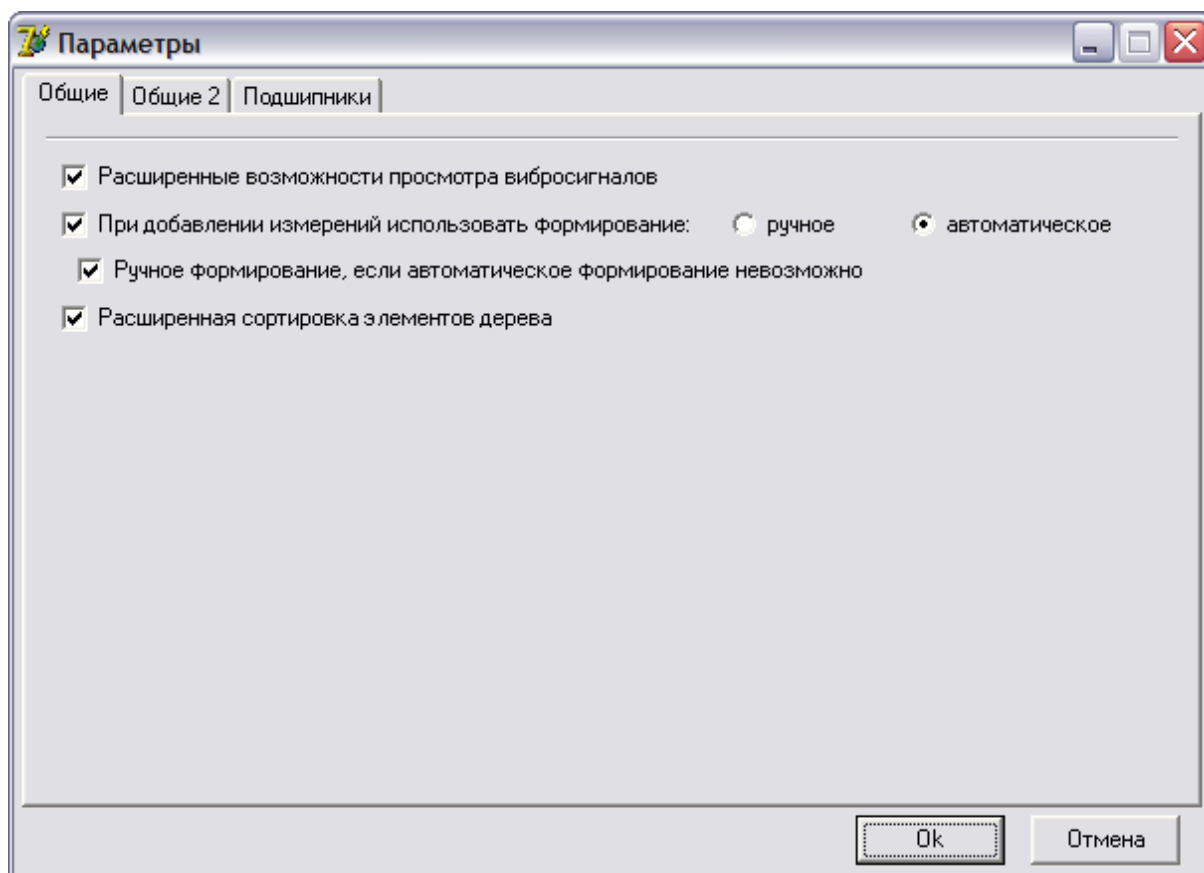 Параметры
Общие Общие 2 Подшипники
Расширенные возможности просмотра вибросигналов
При добавлении измерений использовать формирование: ручное автоматическое
Ручное формирование, если автоматическое формирование невозможно
Расширенная сортировка элементов дерева
Ok Отмена